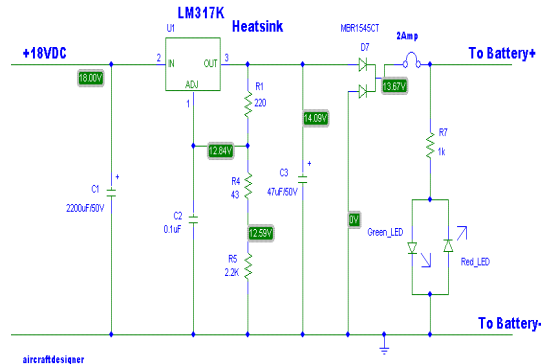 LM317K
Heatsink
U1
MBR1545CT
2Amp
D7
+18VDC
To Battery+
2
IN
OUT
3
ADJ
1
18.00V
13.67V
R1
220
14.09V
R7
1k
12.84V
R4
43
C3
47uF/50V
+
C1
2200uF/50V
+
C2
0.1uF
0V
12.59V
Green_LED
Red_LED
R5
2.2K
To Battery-
aircraftdesigner